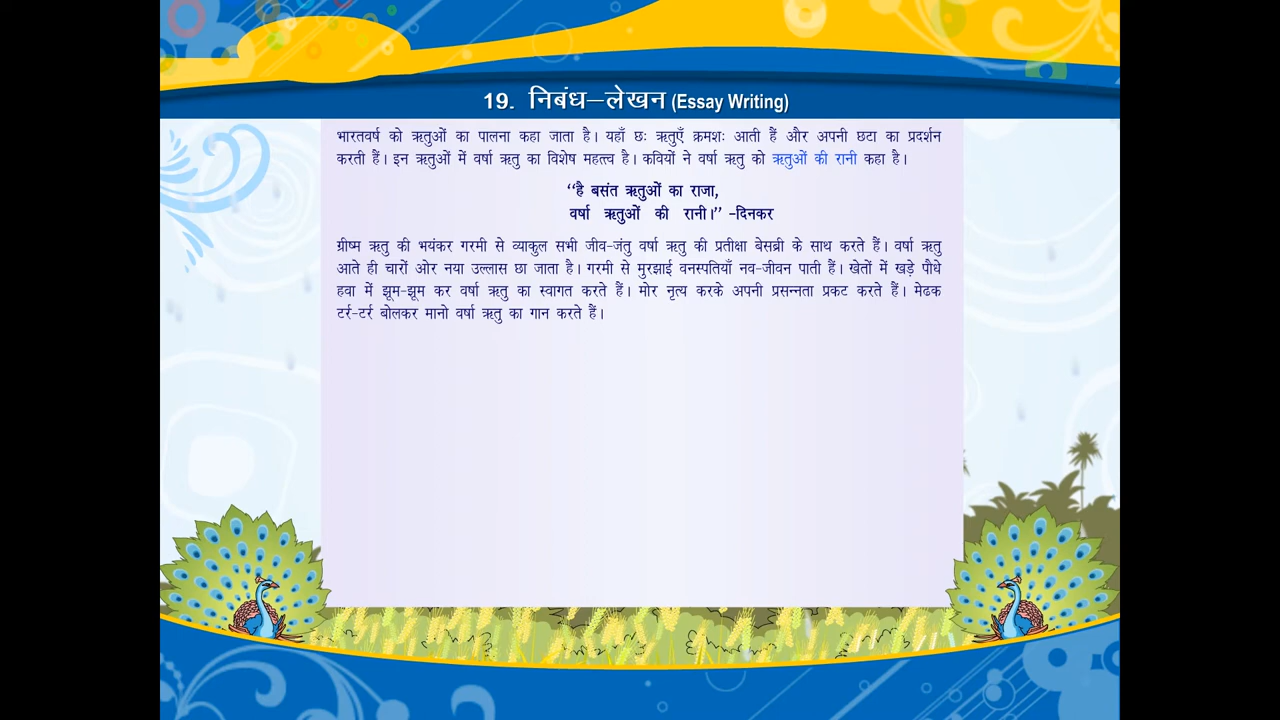 19. निबंध–लेखन (Essay Writing)
भारतवर्ष को ऋतुओं का पालना कहा जाता है। यहाँ छः ऋतुएँ क्रमशः आती हैं और अपनी छटा का प्रदर्शन
करती हैं। इन ऋतुओं में वर्षा ऋतु का विशेष महत्त्व है। कवियों ने वर्षा ऋतु को ऋतुओं की रानी कहा है।
“है बसंत ऋतुओं का राजा,
वर्षा ऋतुओं की रानी।” -दिनकर
ग्रीष्म ऋतु की भयंकर गरमी से व्याकुल सभी जीव-जंतु वर्षा ऋतु की प्रतीक्षा बेसब्री के साथ करते हैं। वर्षा ऋतु
आते ही चारों ओर नया उल्लास छा जाता है। गरमी से मुरझाई वनस्पतियाँ नव-जीवन पाती हैं। खेतों में खड़े पौधे
हवा में झूम-झूम कर वर्षा ऋतु का स्वागत करते हैं। मोर नृत्य करके अपनी प्रसन्नता प्रकट करते हैं। मेढक
टर्र-टर्र बोलकर मानो वर्षा ऋतु का गान करते हैं।